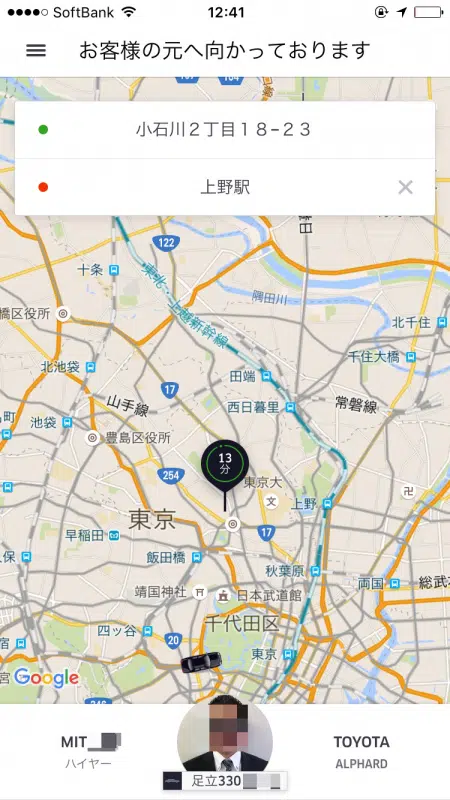 SoftBank 12:41
お客様の元へ向かっております
小石川２丁目１８−２３
上野駅
122
十条
東北・上越新幹線
隅田川
橋区役所
北千住
北池袋
千住大橋
田端
17
山手線
西日暮里
常磐線
池袋
豊島区役所
13
分
254
東京大
文
上野
東京
早稲田
17
飯田橋
秋葉原
靖国神社
日本武道館
両国
総武
千代田区
四ッ谷
20
東京
Google
MIT
TOYOTA
ハイヤー
ALPHARD
足立330